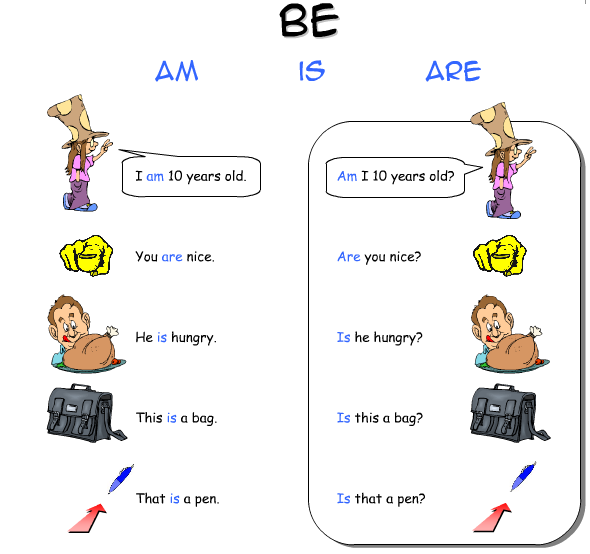 BE
AM IS ARE
I am 10 years old. Am I 10 years old?
You are nice. Are you nice?
He is hungry. Is he hungry?
This is a bag. Is this a bag?
That is a pen. Is that a pen?